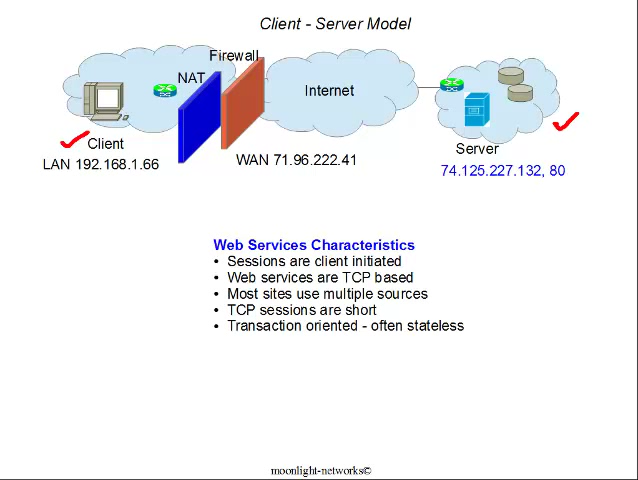 Client - Server Model
Firewall
NAT
Internet
Client
Server
LAN 192.168.1.66
WAN 71.96.222.41
74.125.227.132, 80
Web Services Characteristics
• Sessions are client initiated
• Web services are TCP based
• Most sites use multiple sources
• TCP sessions are short
• Transaction oriented - often stateless
moonlight-networks©